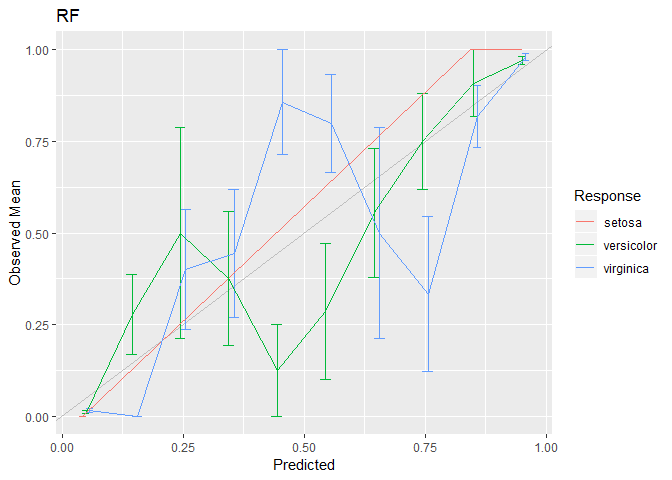 RF
1.00
0.75
0.50
0.25
0.00
Observed Mean
0.00 0.25 0.50 0.75 1.00
Predicted
Response
setosa
versicolor
virginica